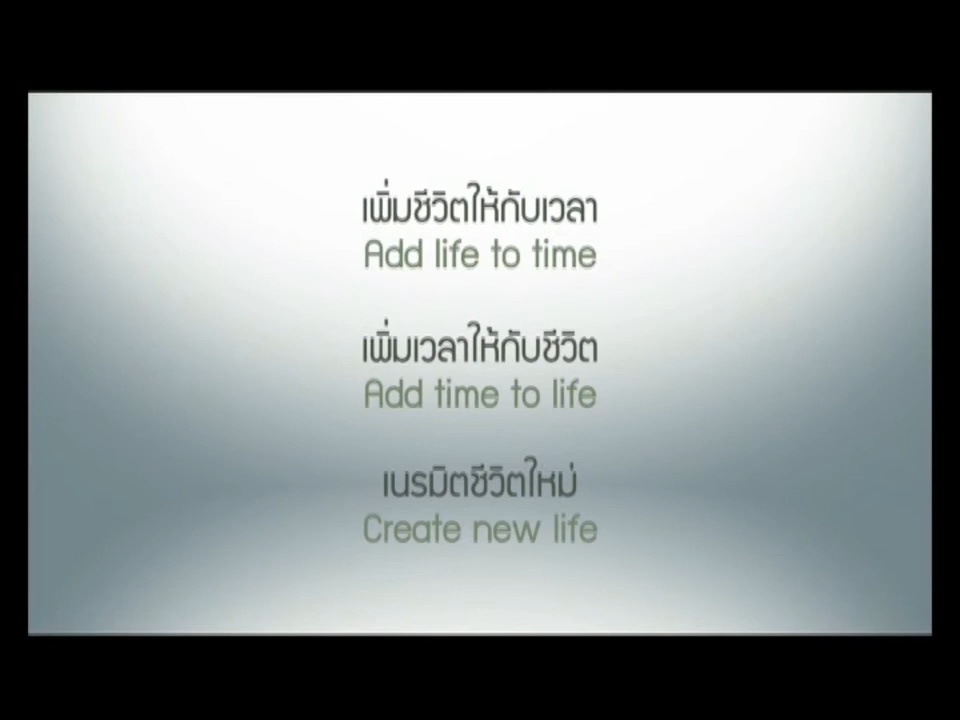 เพิ่มชีวิตให้กับเวลา
Add life to time
เพิ่มเวลาให้กับชีวิต
Add time to life
เนรมิตชีวิตใหม่
Create new life